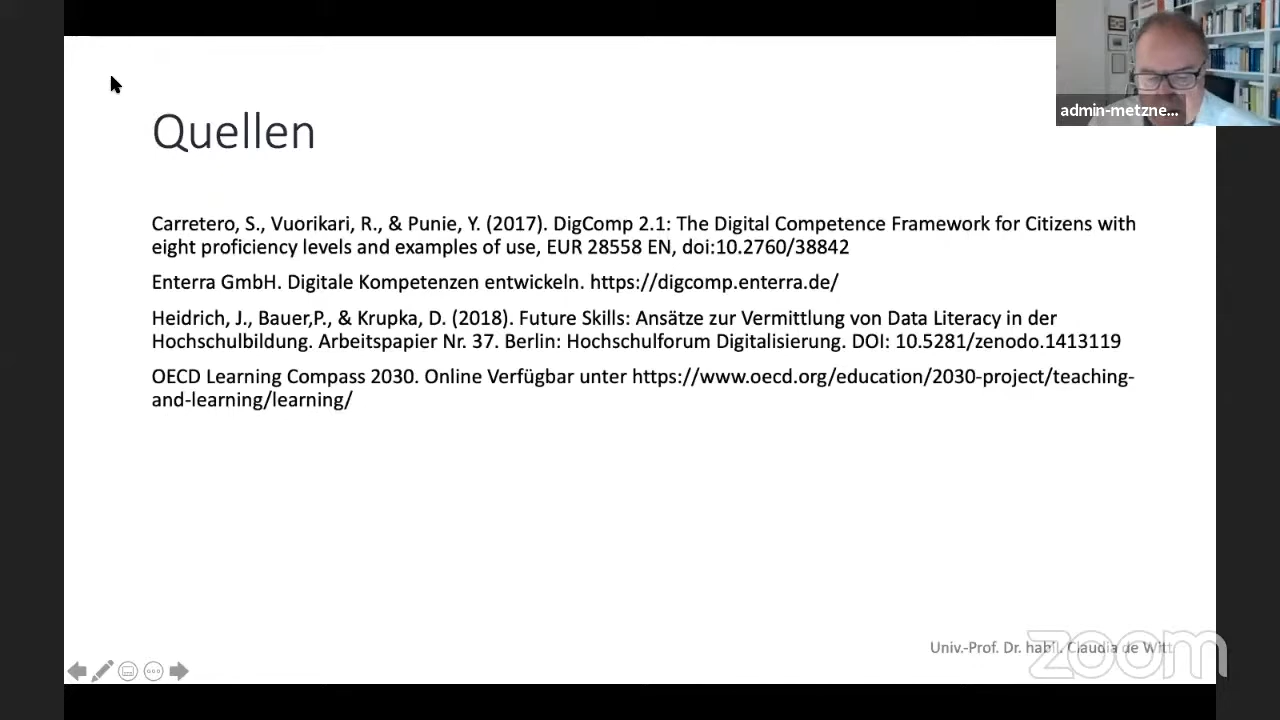 admin-metzne...
Quellen
Carretero, S., Vuorikari, R., & Punie, Y. (2017). DigComp 2.1: The Digital Competence Framework for Citizens with
eight proficiency levels and examples of use, EUR 28558 EN, doi:10.2760/38842
Enterra GmbH. Digitale Kompetenzen entwickeln. https://digcomp.enterra.de/
Heidrich, J., Bauer,P., & Krupka, D. (2018). Future Skills: Ansätze zur Vermittlung von Data Literacy in der
Hochschulbildung. Arbeitspapier Nr. 37. Berlin: Hochschulforum Digitalisierung. DOI: 10.5281/zenodo.1413119
OECD Learning Compass 2030. Online Verfügbar unter https://www.oecd.org/education/2030-project/teaching-
and-learning/learning/
Univ.-Prof. Dr. habil. Claudia de Witt
zoom